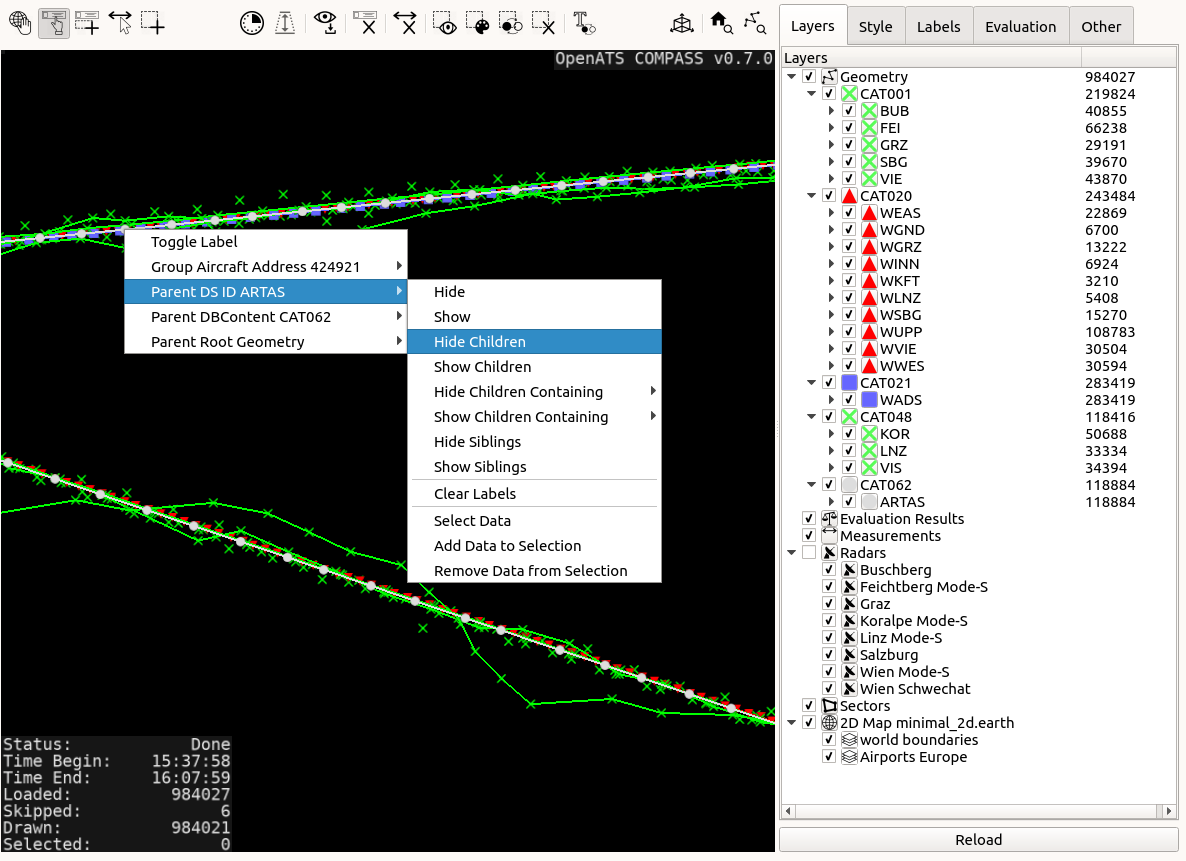 Layers
Style
Labels
Evaluation
Other
OpenATS COMPASS v0.7.0
Toggle Label
Group Aircraft Address 424921
Parent DS ID ARTAS
Parent DBContent CAT062
Parent Root Geometry
Hide
Show
Hide Children
Show Children
Hide Children Containing
Show Children Containing
Hide Siblings
Show Siblings
Clear Labels
Select Data
Add Data to Selection
Remove Data from Selection
Status: Done
Time Begin: 15:37:58
Time End: 16:07:59
Loaded: 984027
Skipped: 6
Drawn: 984021
Selected: 0
Layers
Geometry 984027
CAT001 219824
BUB 40855
FEI 66238
GRZ 29191
SBG 39670
VIE 43870
CAT020 243484
WEAS 22869
WGND 6700
WGRZ 13222
WINN 6924
WKFT 3210
WLNZ 5408
WSBG 15270
WUPP 108783
WVIE 30504
WWES 30594
CAT021 283419
WADS 283419
CAT048 118416
KOR 50688
LNZ 33334
VIS 34394
CAT062 118884
ARTAS 118884
Evaluation Results
Measurements
Radars
Buschberg
Feichtberg Mode-S
Graz
Koralpe Mode-S
Linz Mode-S
Salzburg
Wien Mode-S
Wien Schwechat
Sectors
2D Map minimal_2d.earth
world boundaries
Airports Europe
Reload